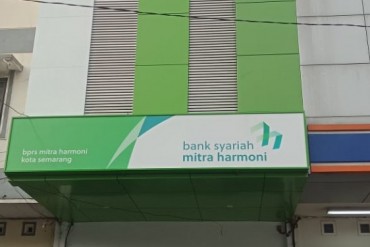 bprs mitra harmoni
kota semarang
bank syariah
mitra harmoni